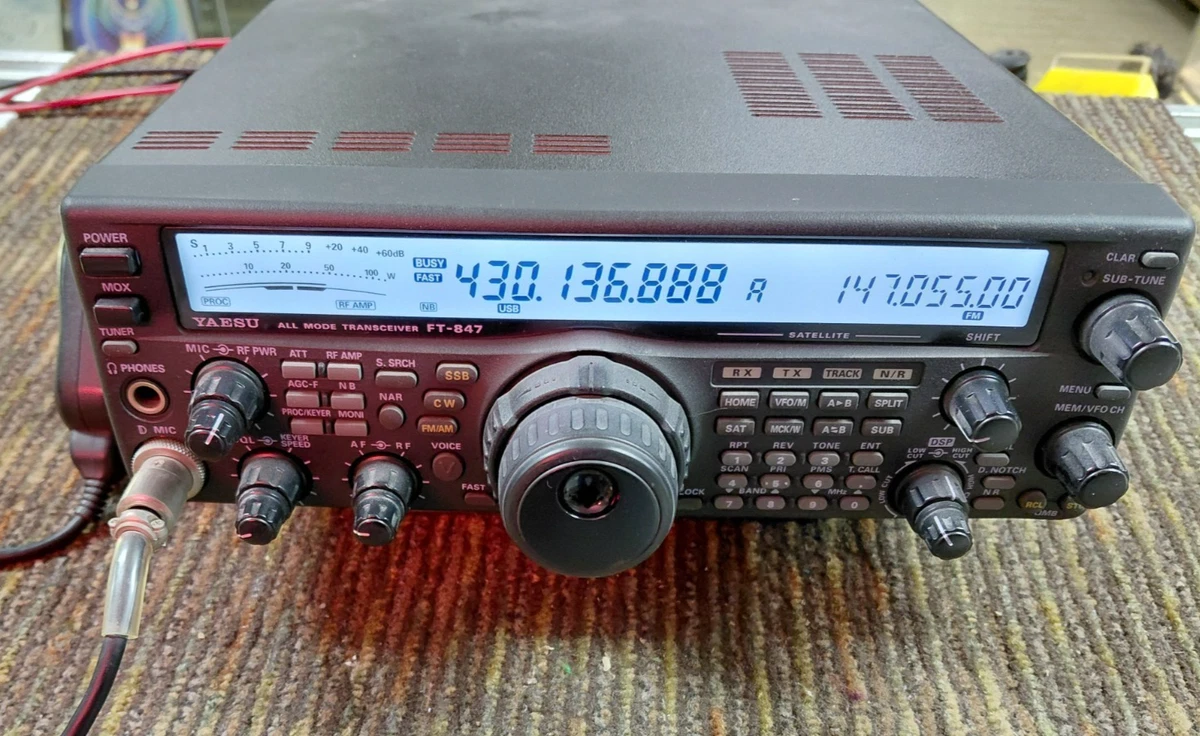 POWER
MOX
TUNER
PHONES
MIC
S 1 3 5 7 9 +20 +40 +60dB
10 20 50 100 W
PROC RF AMP NB
BUSY
FAST
430.136.888 A 147.055.00
USB FM
YAESU ALL MODE TRANSCEIVER FT-847
SATELLITE SHIFT
CLAR
SUB-TUNE
MENU
MEM/VFO CH
MIC RF PWR ATT RF AMP S. SRCH SSB
AGC-F NB NAR CW
PROC/KEYER MONI FM/AM
KEYER
SPEED
AF RF VOICE
FAST
RX TX TRACK N/R
HOME VFO/M A▸B SPLIT
SAT MCK/W A⇆B SUB
RPT REV TONE ENT
1 2 3
SCAN PRI PMS T.CALL
4 5 6
BAND MHz
7 8 9 0
DSP
LOW CUT HIGH CUT
D.NOTCH
NR
RCL